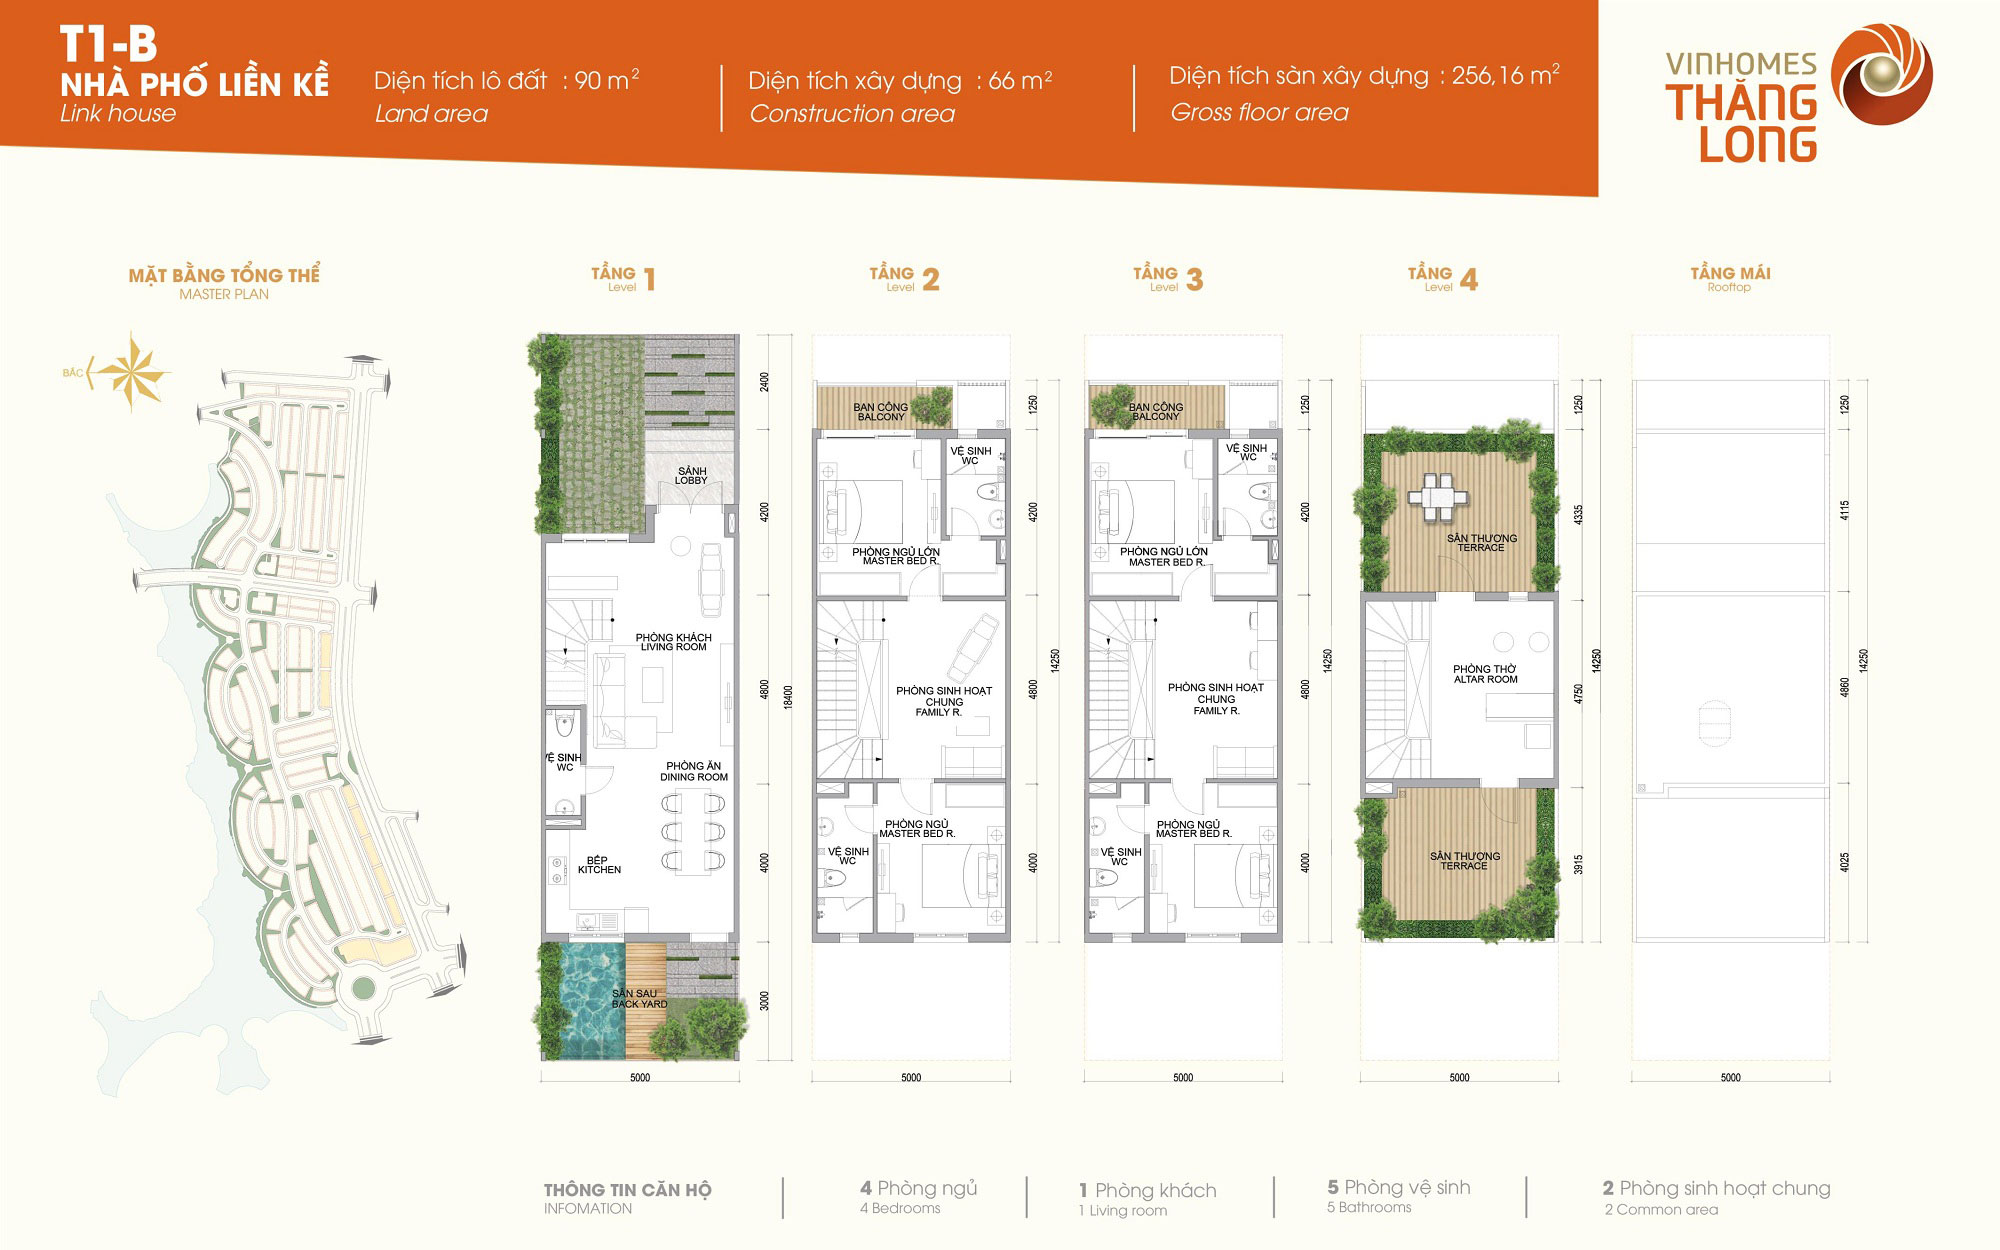 T1-B
NHÀ PHỐ LIỀN KỀ
Link house
Diện tích lô đất : 90 m²
Land area
Diện tích xây dựng : 66 m²
Construction area
Diện tích sàn xây dựng : 256,16 m²
Gross floor area
VINHOMES
THĂNG
LONG
MẶT BẰNG TỔNG THỂ
MASTER PLAN
BẮC
TẦNG 1
Level
SẢNH
LOBBY
PHÒNG KHÁCH
LIVING ROOM
VỆ SINH
WC
PHÒNG ĂN
DINING ROOM
BẾP
KITCHEN
SÂN SAU
BACK YARD
2400
4200
4800
4000
3000
18400
5000
TẦNG 2
Level
BAN CÔNG
BALCONY
VỆ SINH
WC
PHÒNG NGỦ LỚN
MASTER BED R.
PHÒNG SINH HOẠT
CHUNG
FAMILY R.
PHÒNG NGỦ
MASTER BED R.
VỆ SINH
WC
1250
4200
4800
4000
14250
5000
TẦNG 3
Level
BAN CÔNG
BALCONY
VỆ SINH
WC
PHÒNG NGỦ LỚN
MASTER BED R.
PHÒNG SINH HOẠT
CHUNG
FAMILY R.
PHÒNG NGỦ
MASTER BED R.
VỆ SINH
WC
1250
4200
4800
4000
14250
5000
TẦNG 4
Level
SÂN THƯỢNG
TERRACE
PHÒNG THỜ
ALTAR ROOM
SÂN THƯỢNG
TERRACE
1250
4335
4750
3915
14250
5000
TẦNG MÁI
Rooftop
1250
4115
4860
4025
14250
5000
THÔNG TIN CĂN HỘ
INFOMATION
4 Phòng ngủ
4 Bedrooms
1 Phòng khách
1 Living room
5 Phòng vệ sinh
5 Bathrooms
2 Phòng sinh hoạt chung
2 Common area